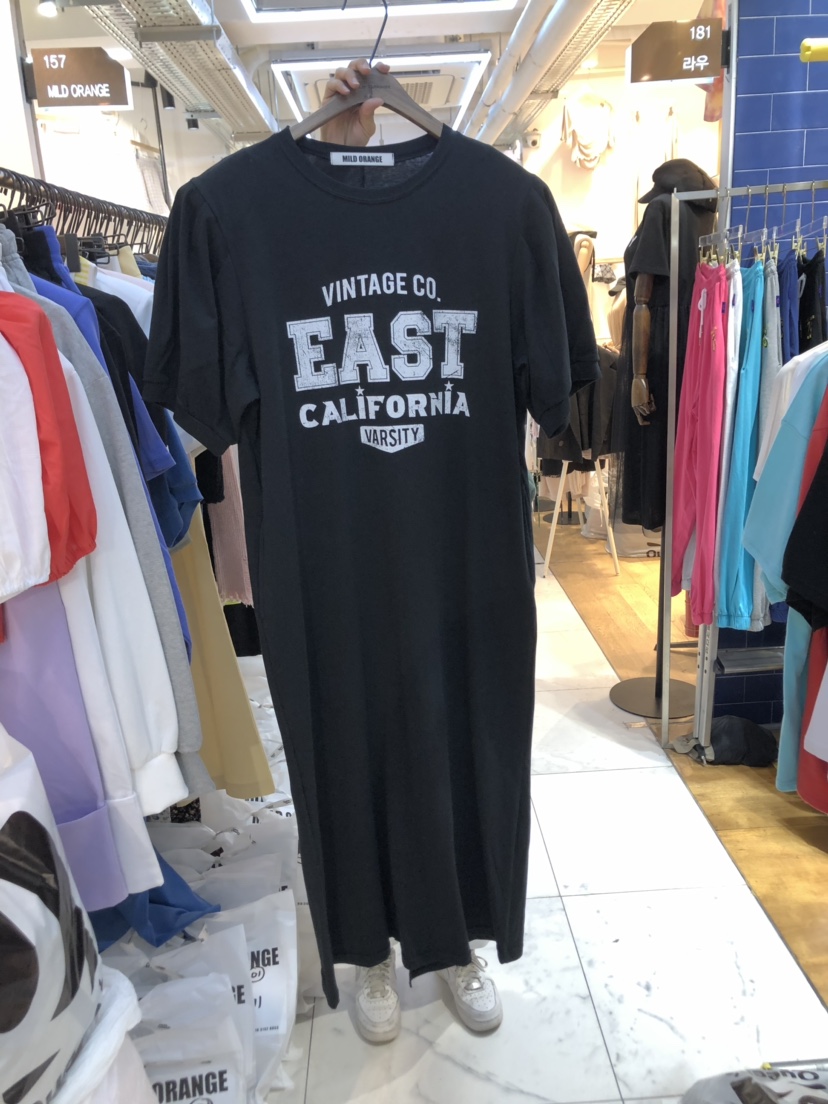 157
MILD ORANGE
181
라우
MILD ORANGE
VINTAGE CO.
EAST
CALIFORNIA
VARSITY
ORANGE